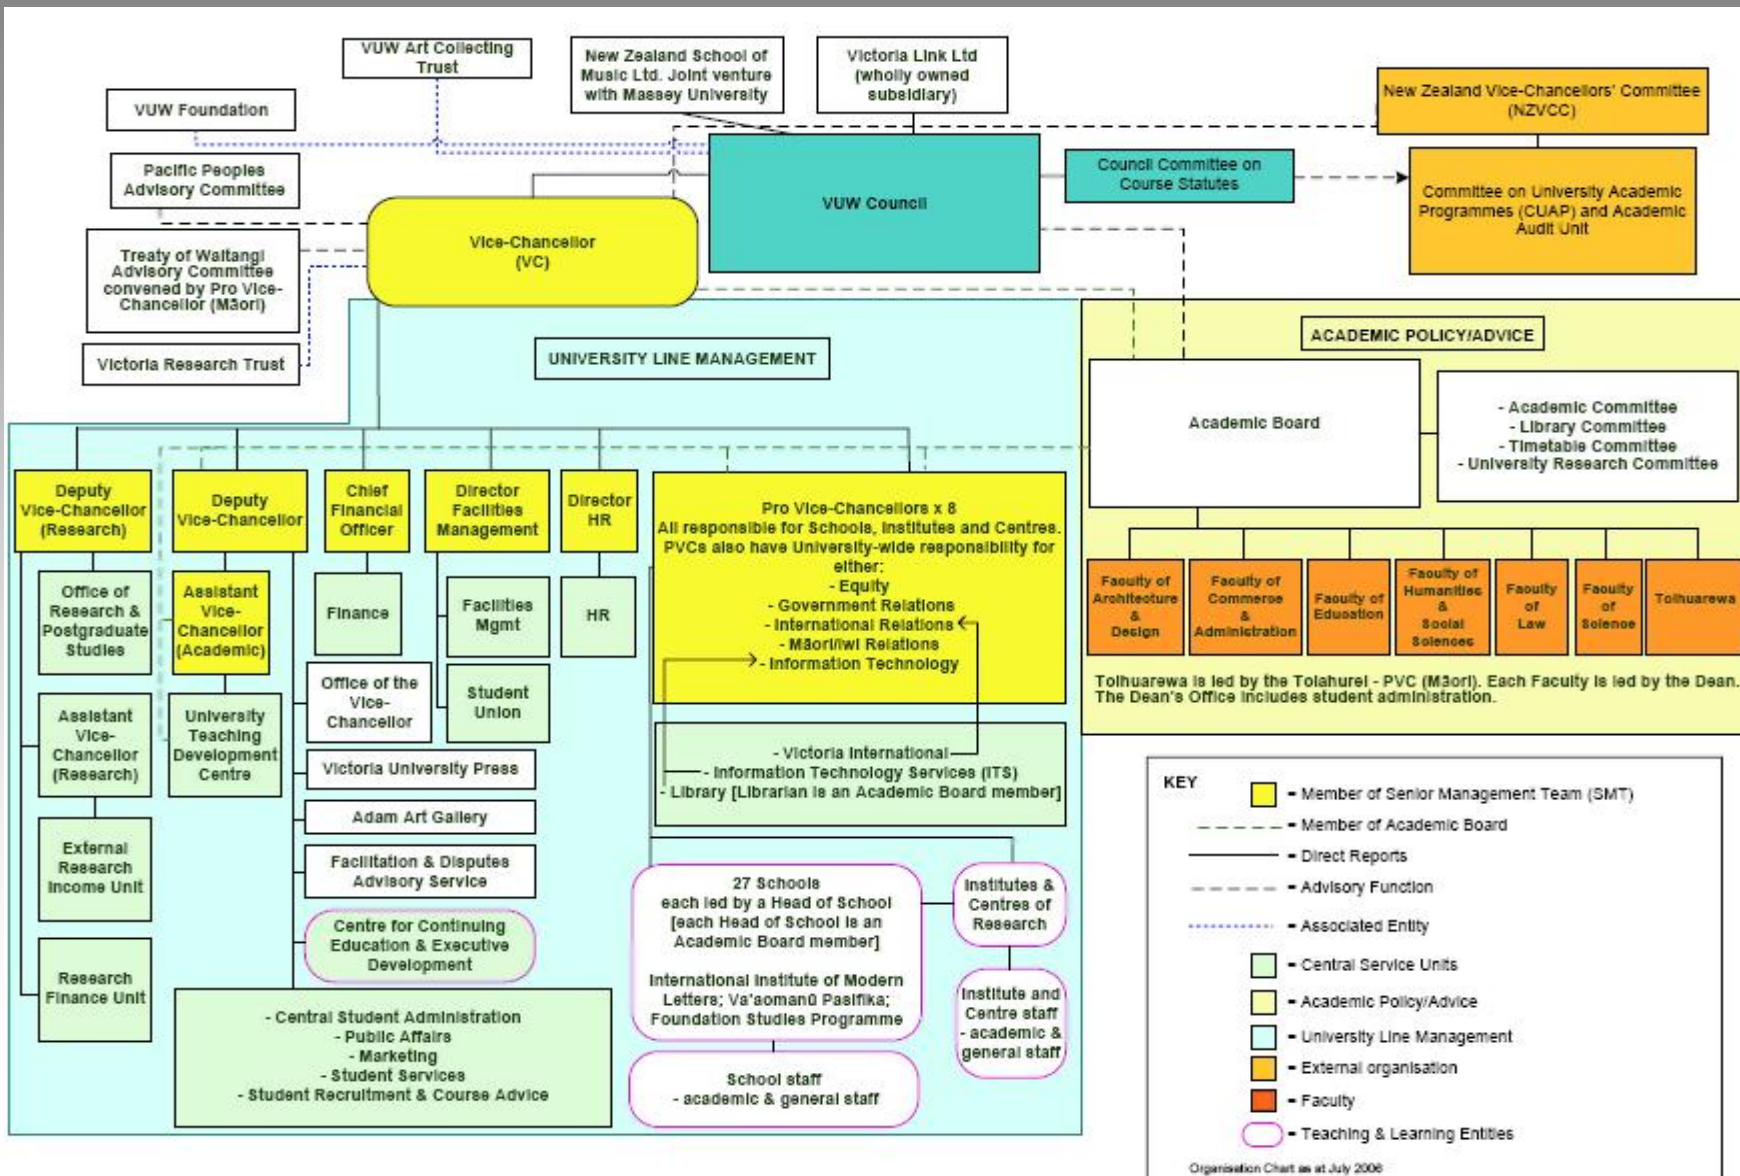 VUW Art Collecting
Trust
New Zealand School of
Music Ltd. Joint venture
with Massey University
Victoria Link Ltd
(wholly owned
subsidiary)
New Zealand Vice-Chancellors' Committee
(NZVCC)
VUW Foundation
Pacific Peoples
Advisory Committee
Council Committee on
Course Statutes
VUW Council
Committee on University Academic
Programmes (CUAP) and Academic
Audit Unit
Vice-Chancellor
(VC)
Treaty of Waitangi
Advisory Committee
convened by Pro Vice-
Chancellor (Māori)
Victoria Research Trust
UNIVERSITY LINE MANAGEMENT
ACADEMIC POLICY/ADVICE
Academic Board
- Academic Committee
- Library Committee
- Timetable Committee
- University Research Committee
Deputy
Vice-Chancellor
(Research)
Deputy
Vice-Chancellor
Chief
Financial
Officer
Director
Facilities
Management
Director
HR
Pro Vice-Chancellors x 8
All responsible for Schools, Institutes and Centres.
PVCs also have University-wide responsibility for
either:
- Equity
- Government Relations
- International Relations
- Māori/Iwi Relations
- Information Technology
Office of
Research &
Postgraduate
Studies
Assistant
Vice-
Chancellor
(Academic)
Finance
Facilities
Mgmt
HR
Faculty of
Architecture
&
Design
Faculty of
Commerce
&
Administration
Faculty of
Education
Faculty of
Humanities
&
Social
Sciences
Faculty
of
Law
Faculty
of
Science
Toihuarewa
Toihuarewa is led by the Toiahurei - PVC (Māori). Each Faculty is led by the Dean.
The Dean's Office includes student administration.
Assistant
Vice-
Chancellor
(Research)
University
Teaching
Development
Centre
Office of the
Vice-
Chancellor
Student
Union
Victoria University Press
- Victoria International
- Information Technology Services (ITS)
- Library [Librarian is an Academic Board member]
Adam Art Gallery
External
Research
Income Unit
Facilitation & Disputes
Advisory Service
27 Schools
each led by a Head of School
[each Head of School is an
Academic Board member]
International Institute of Modern
Letters; Va'aomanū Pasifika;
Foundation Studies Programme
Institutes &
Centres of
Research
Centre for Continuing
Education & Executive
Development
Research
Finance Unit
Institute and
Centre staff
- academic &
general staff
- Central Student Administration
- Public Affairs
- Marketing
- Student Services
- Student Recruitment & Course Advice
School staff
- academic & general staff
KEY
= Member of Senior Management Team (SMT)
= Member of Academic Board
= Direct Reports
= Advisory Function
= Associated Entity
= Central Service Units
= Academic Policy/Advice
= University Line Management
= External organisation
= Faculty
= Teaching & Learning Entities
Organisation Chart as at July 2006